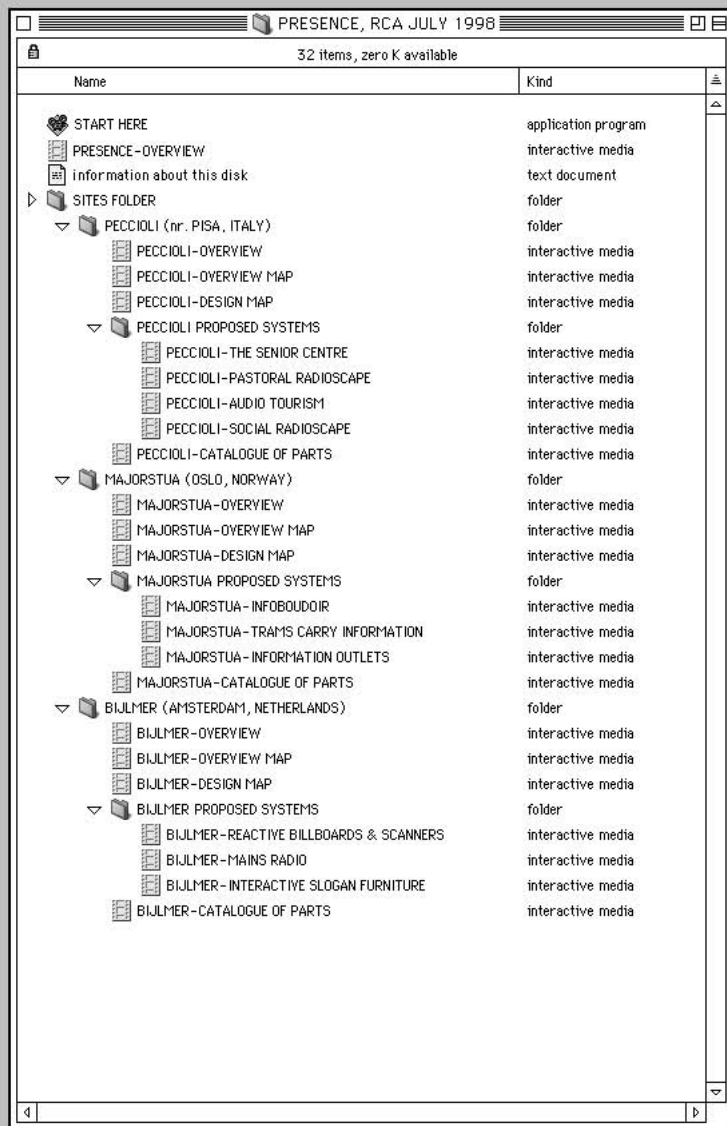 PRESENCE, RCA JULY 1998
32 items, zero K available
Name Kind
START HERE application program
PRESENCE-OVERVIEW interactive media
information about this disk text document
SITES FOLDER folder
PECCIOLI (nr. PISA, ITALY) folder
PECCIOLI-OVERVIEW interactive media
PECCIOLI-OVERVIEW MAP interactive media
PECCIOLI-DESIGN MAP interactive media
PECCIOLI PROPOSED SYSTEMS folder
PECCIOLI-THE SENIOR CENTRE interactive media
PECCIOLI-PASTORAL RADIOSCAPE interactive media
PECCIOLI-AUDIO TOURISM interactive media
PECCIOLI-SOCIAL RADIOSCAPE interactive media
PECCIOLI-CATALOGUE OF PARTS interactive media
MAJORSTUA (OSLO, NORWAY) folder
MAJORSTUA-OVERVIEW interactive media
MAJORSTUA-OVERVIEW MAP interactive media
MAJORSTUA-DESIGN MAP interactive media
MAJORSTUA PROPOSED SYSTEMS folder
MAJORSTUA-INFOBOUDOIR interactive media
MAJORSTUA-TRAMS CARRY INFORMATION interactive media
MAJORSTUA-INFORMATION OUTLETS interactive media
MAJORSTUA-CATALOGUE OF PARTS interactive media
BIJLMER (AMSTERDAM, NETHERLANDS) folder
BIJLMER-OVERVIEW interactive media
BIJLMER-OVERVIEW MAP interactive media
BIJLMER-DESIGN MAP interactive media
BIJLMER PROPOSED SYSTEMS folder
BIJLMER-REACTIVE BILLBOARDS & SCANNERS interactive media
BIJLMER-MAINS RADIO interactive media
BIJLMER-INTERACTIVE SLOGAN FURNITURE interactive media
BIJLMER-CATALOGUE OF PARTS interactive media